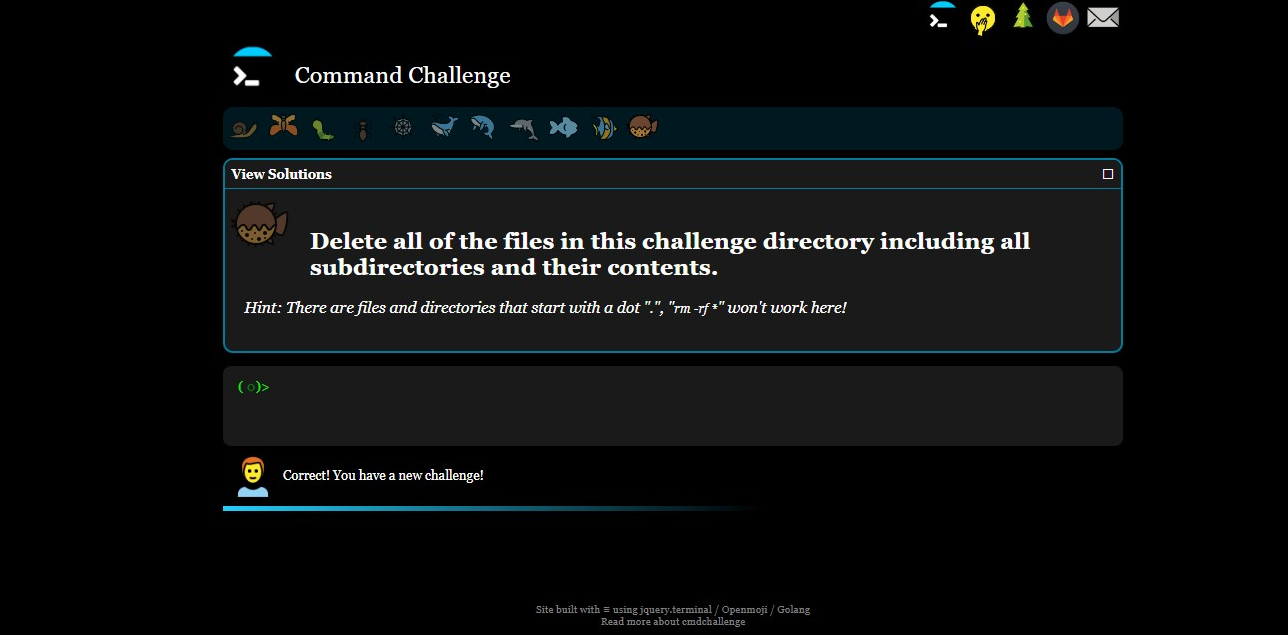 Command Challenge
View Solutions
Delete all of the files in this challenge directory including all
subdirectories and their contents.
Hint: There are files and directories that start with a dot ".", "rm -rf *" won't work here!
(○)>
Correct! You have a new challenge!
Site built with ≡ using jquery.terminal / Openmoji / Golang
Read more about cmdchallenge